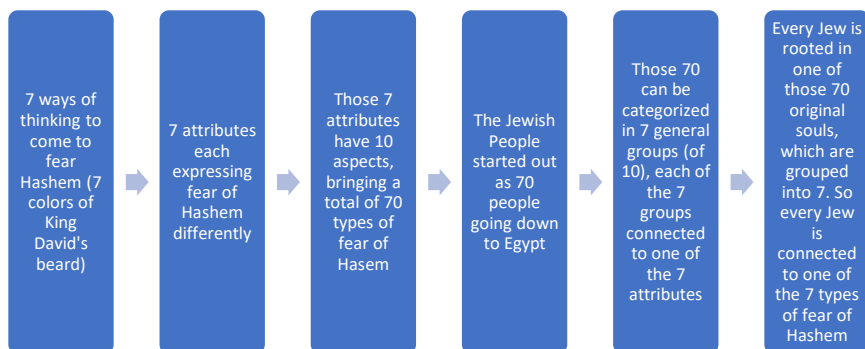 7 ways of
thinking to
come to
fear
Hashem (7
colors of
King
David's
beard)
7 attributes
each
expressing
fear of
Hashem
differently
Those 7
attributes
have 10
aspects,
bringing a
total of 70
types of
fear of
Hasem
The Jewish
People
started out
as 70
people
going down
to Egypt
Those 70
can be
categorized
in 7 general
groups (of
10), each of
the 7
groups
connected
to one of
the 7
attributes
Every Jew is
rooted in
one of
those 70
original
souls,
which are
grouped
into 7. So
every Jew
is
connected
to one of
the 7 types
of fear of
Hashem